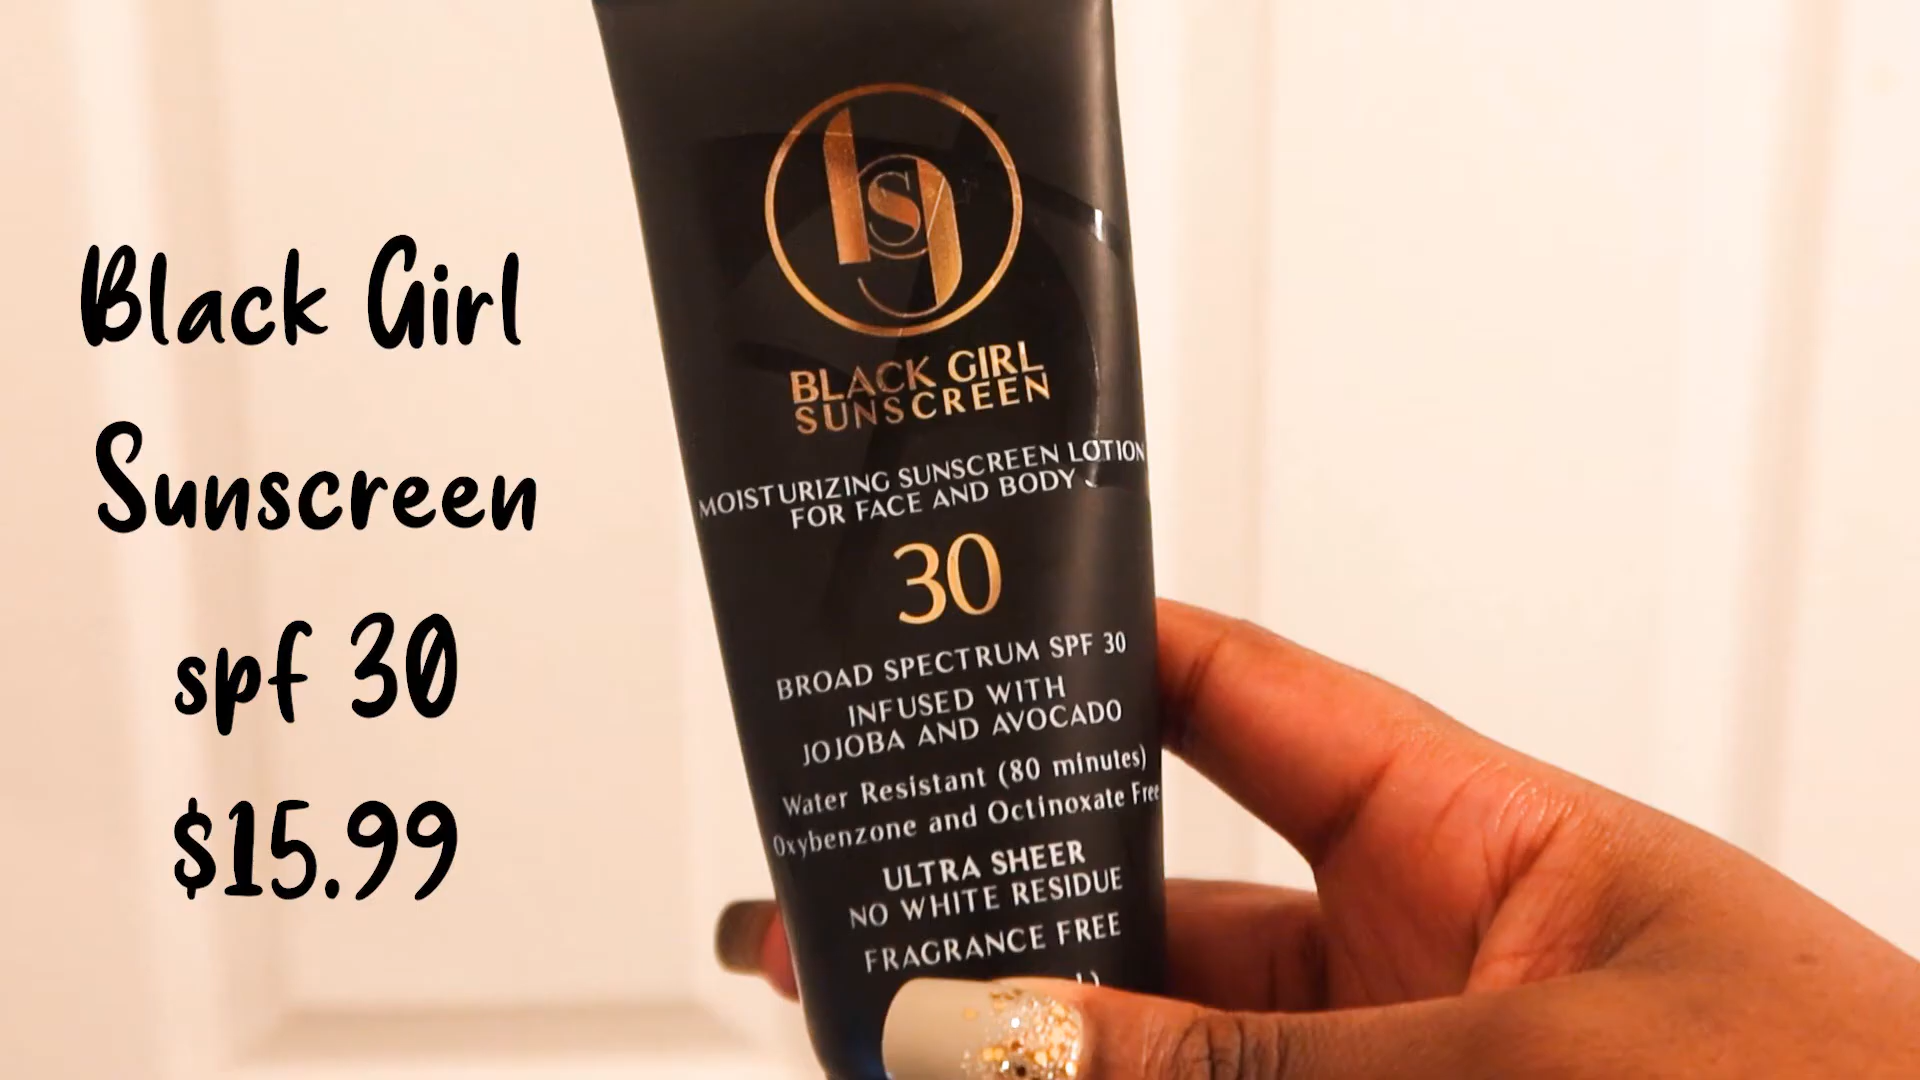 Black Girl
Sunscreen
spf 30
$15.99
bgs
BLACK GIRL
SUNSCREEN
MOISTURIZING SUNSCREEN LOTION
FOR FACE AND BODY
30
BROAD SPECTRUM SPF 30
INFUSED WITH
JOJOBA AND AVOCADO
Water Resistant (80 minutes)
Oxybenzone and Octinoxate Free
ULTRA SHEER
NO WHITE RESIDUE
FRAGRANCE FREE